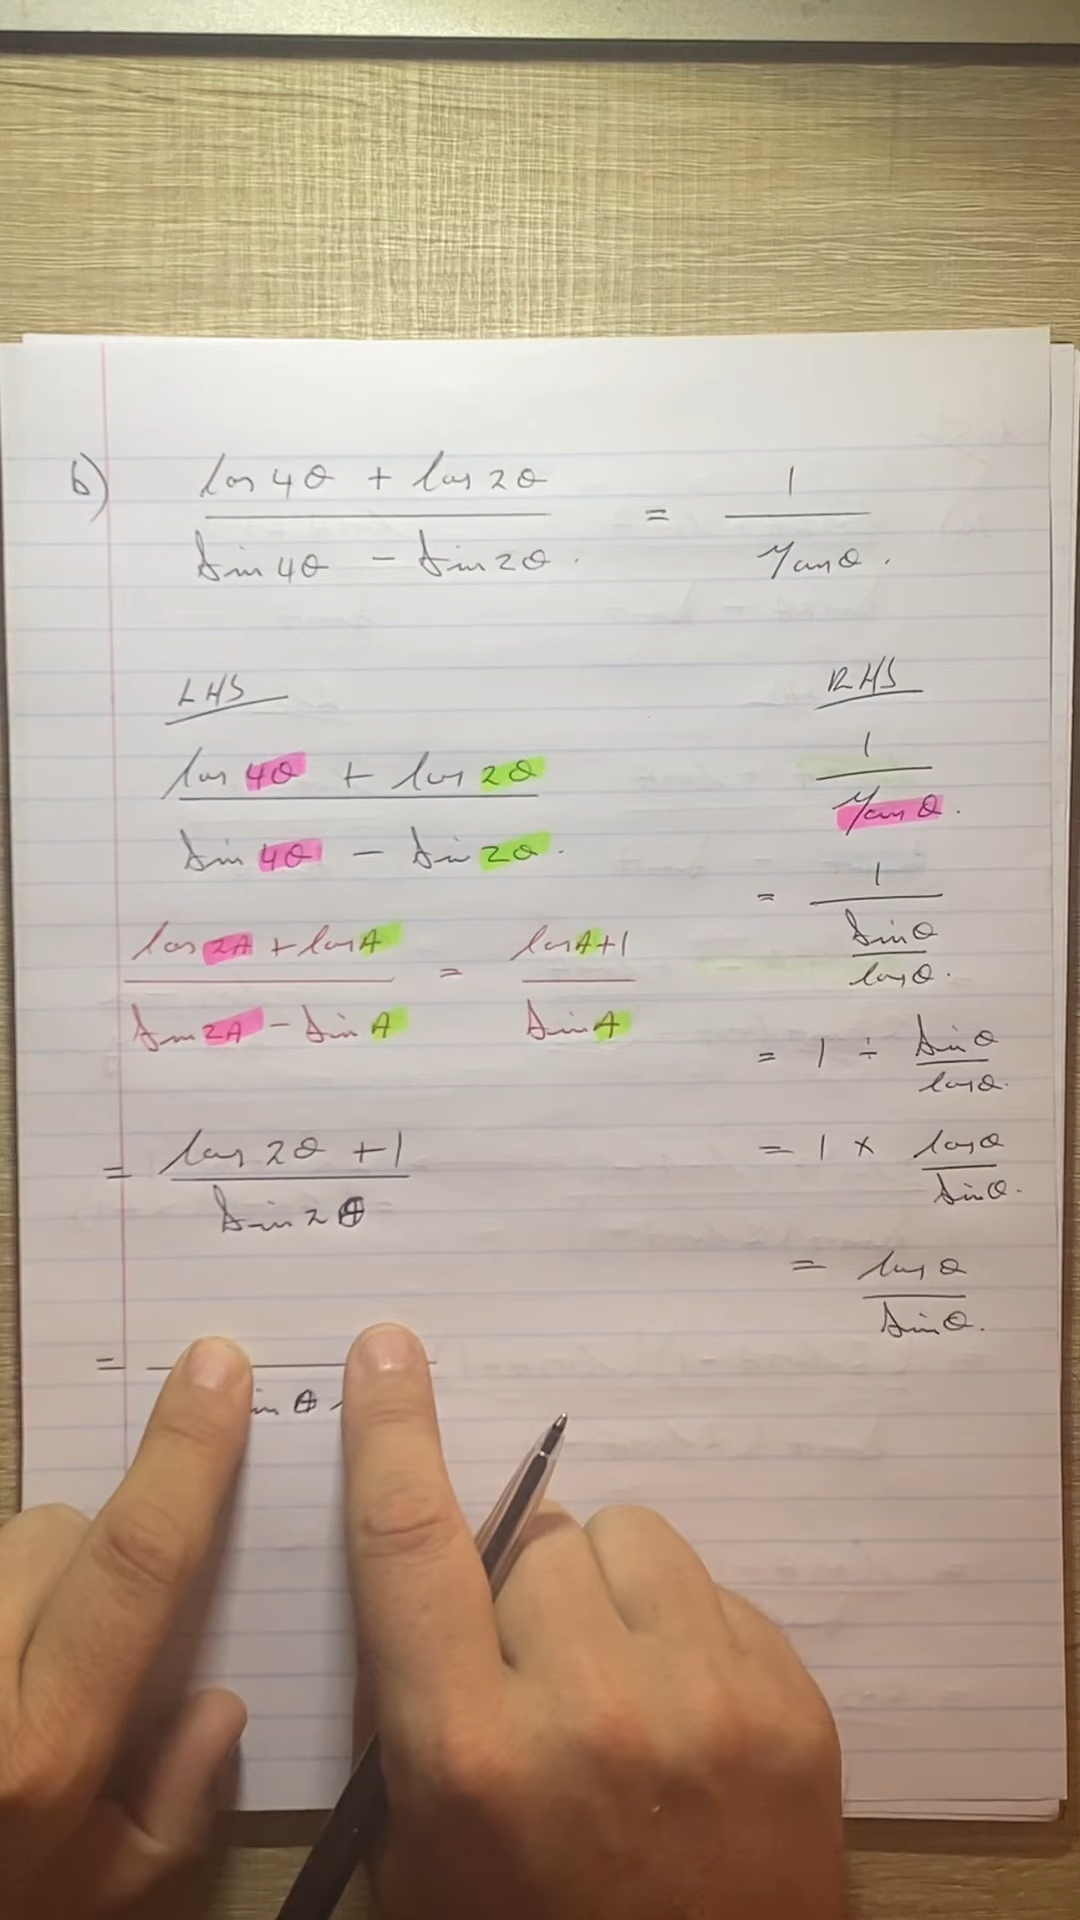 b) cos 4θ + cos 2θ / sin 4θ - sin 2θ. = 1 / Tan θ.
LHS
cos 4θ + cos 2θ / sin 4θ - sin 2θ.
cos 2A + cos A / sin 2A - sin A = cos A + 1 / sin A
= cos 2θ + 1 / sin 2θ
= in θ
RHS
1 / Tan θ.
= 1 / sin θ / cos θ.
= 1 ÷ sin θ / cos θ.
= 1 × cos θ / sin θ.
= cos θ / sin θ.